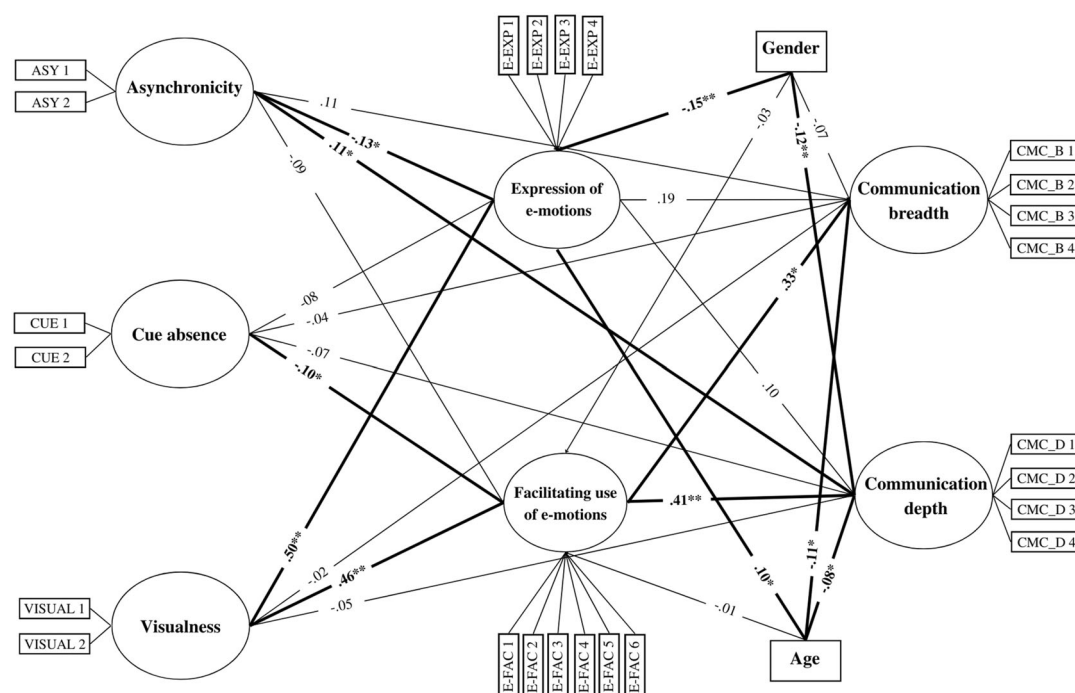 ASY 1
ASY 2
Asynchronicity
E-EXP 1
E-EXP 2
E-EXP 3
E-EXP 4
Gender
.11
-.13*
.11*
-.09
-.15**
-.03
-.12**
-.07
Expression of
e-motions
.19
Communication
breadth
CMC_B 1
CMC_B 2
CMC_B 3
CMC_B 4
CUE 1
CUE 2
Cue absence
-.08
-.04
-.07
-.10*
.33*
.10
Facilitating use
of e-motions
.41**
Communication
depth
CMC_D 1
CMC_D 2
CMC_D 3
CMC_D 4
VISUAL 1
VISUAL 2
Visualness
.50**
-.02
.46**
-.05
.10*
-.11*
-.08*
-.01
E-FAC 1
E-FAC 2
E-FAC 3
E-FAC 4
E-FAC 5
E-FAC 6
Age